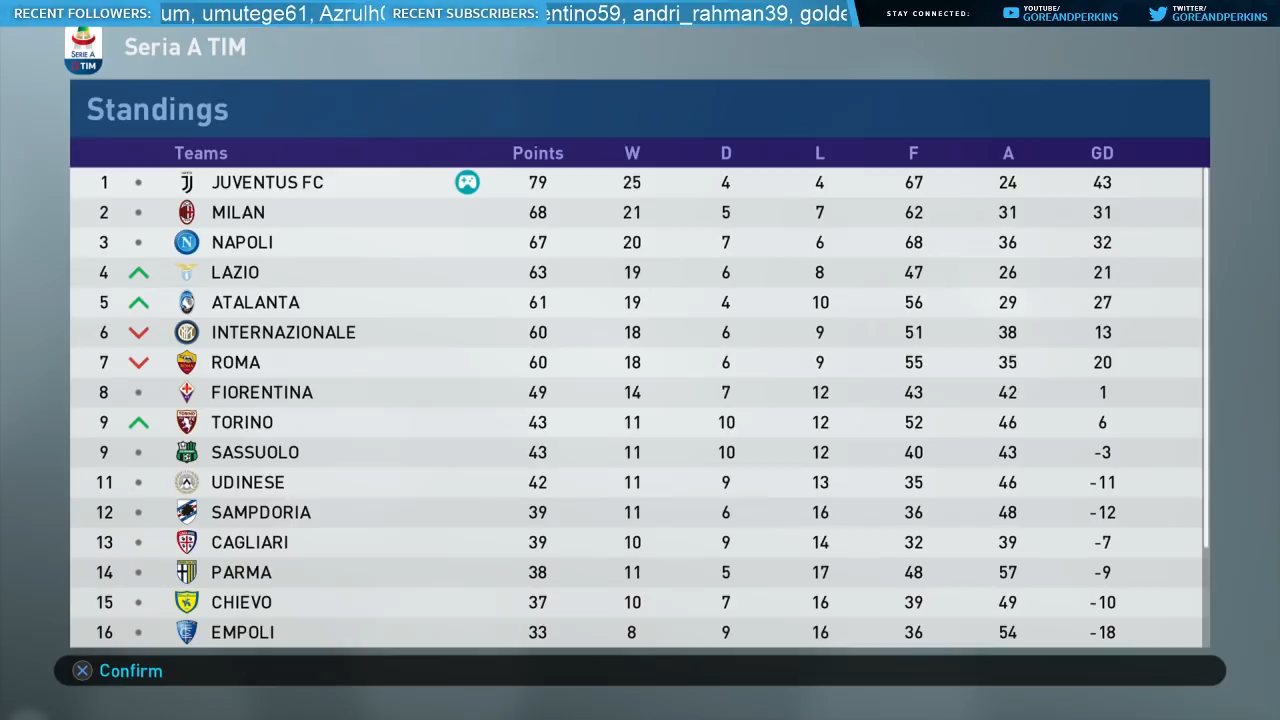 RECENT FOLLOWERS: um, umutege61, Azrulh RECENT SUBSCRIBERS: entino59, andri_rahman39, golde STAY CONNECTED: YOUTUBE/ GOREANDPERKINS TWITTER/ GOREANDPERKINS
SERIE A TIM Seria A TIM
Standings
Teams Points W D L F A GD
1 JUVENTUS FC 79 25 4 4 67 24 43
2 MILAN 68 21 5 7 62 31 31
3 NAPOLI 67 20 7 6 68 36 32
4 LAZIO 63 19 6 8 47 26 21
5 ATALANTA 61 19 4 10 56 29 27
6 INTERNAZIONALE 60 18 6 9 51 38 13
7 ROMA 60 18 6 9 55 35 20
8 FIORENTINA 49 14 7 12 43 42 1
9 TORINO 43 11 10 12 52 46 6
9 SASSUOLO 43 11 10 12 40 43 -3
11 UDINESE 42 11 9 13 35 46 -11
12 SAMPDORIA 39 11 6 16 36 48 -12
13 CAGLIARI 39 10 9 14 32 39 -7
14 PARMA 38 11 5 17 48 57 -9
15 CHIEVO 37 10 7 16 39 49 -10
16 EMPOLI 33 8 9 16 36 54 -18
Confirm